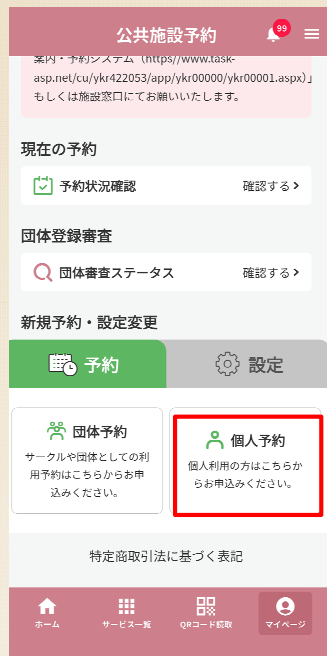 公共施設予約
99
案内・予約システム（https//www.task-
asp.net/cu/ykr422053/app/ykr00000/ykr00001.aspx）」
もしくは施設窓口にてお願いいたします。
現在の予約
予約状況確認
確認する
団体登録審査
団体審査ステータス
確認する
新規予約・設定変更
予約
設定
団体予約
サークルや団体としての利
用予約はこちらからお申
込みください。
個人予約
個人利用の方はこちらか
らお申込みください。
特定商取引法に基づく表記
ホーム
サービス一覧
QRコード読取
マイページ